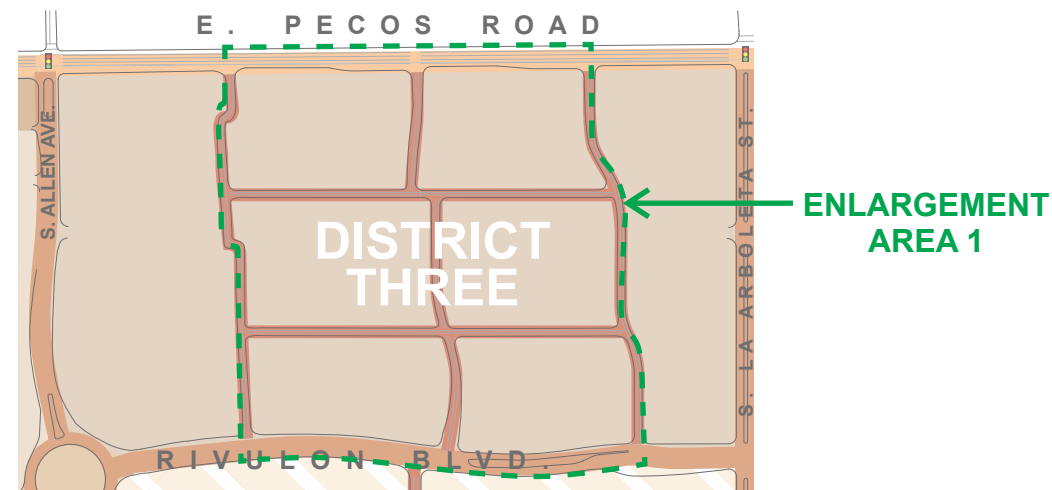 E. PECOS ROAD
S. ALLEN AVE.
DISTRICT
THREE
S. LA ARBOLETA ST.
ENLARGEMENT
AREA 1
RIVULON BLVD.